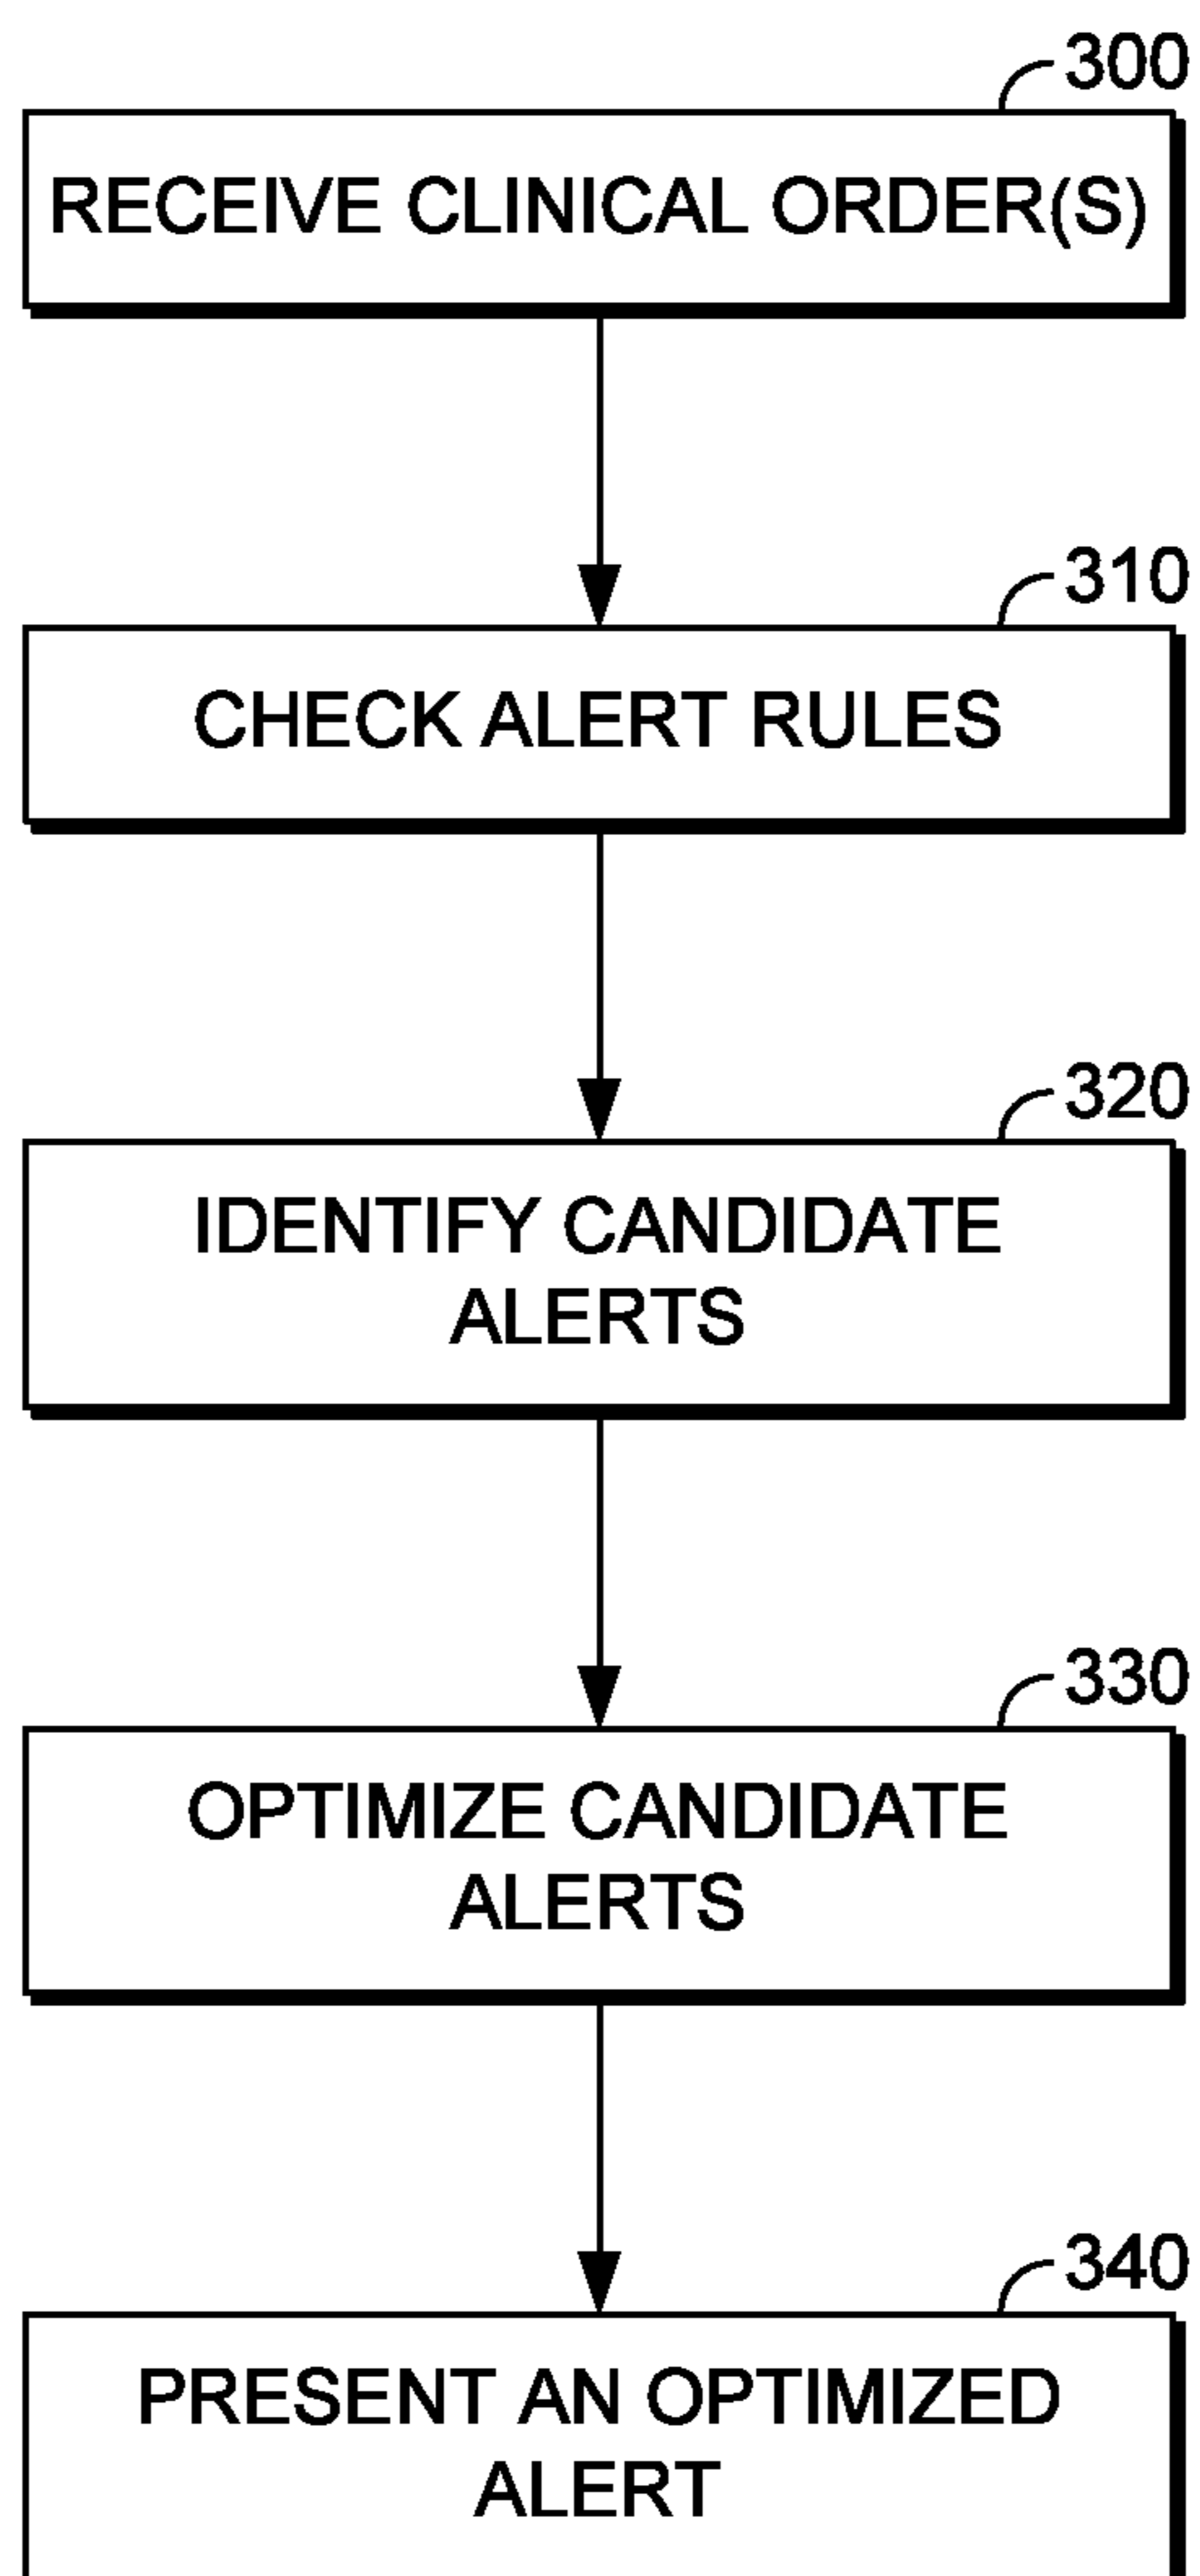 300
RECEIVE CLINICAL ORDER(S)
310
CHECK ALERT RULES
320
IDENTIFY CANDIDATE
ALERTS
330
OPTIMIZE CANDIDATE
ALERTS
340
PRESENT AN OPTIMIZED
ALERT